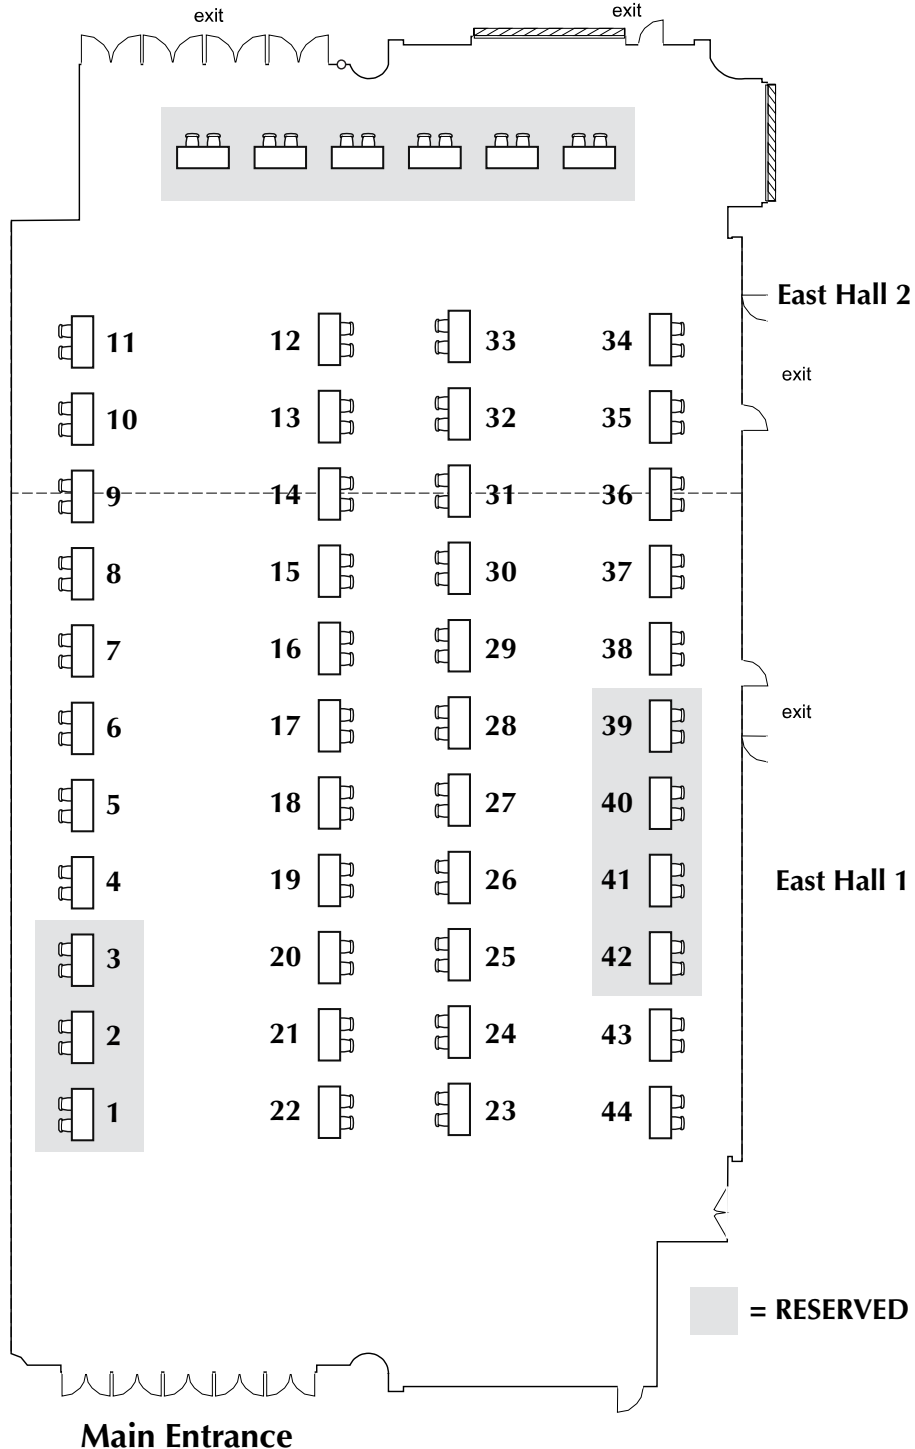 exit
exit
East Hall 2
11 12 33 34
exit
10 13 32 35
9 14 31 36
8 15 30 37
7 16 29 38
6 17 28 39
exit
5 18 27 40
4 19 26 41
East Hall 1
3 20 25 42
2 21 24 43
1 22 23 44
= RESERVED
Main Entrance